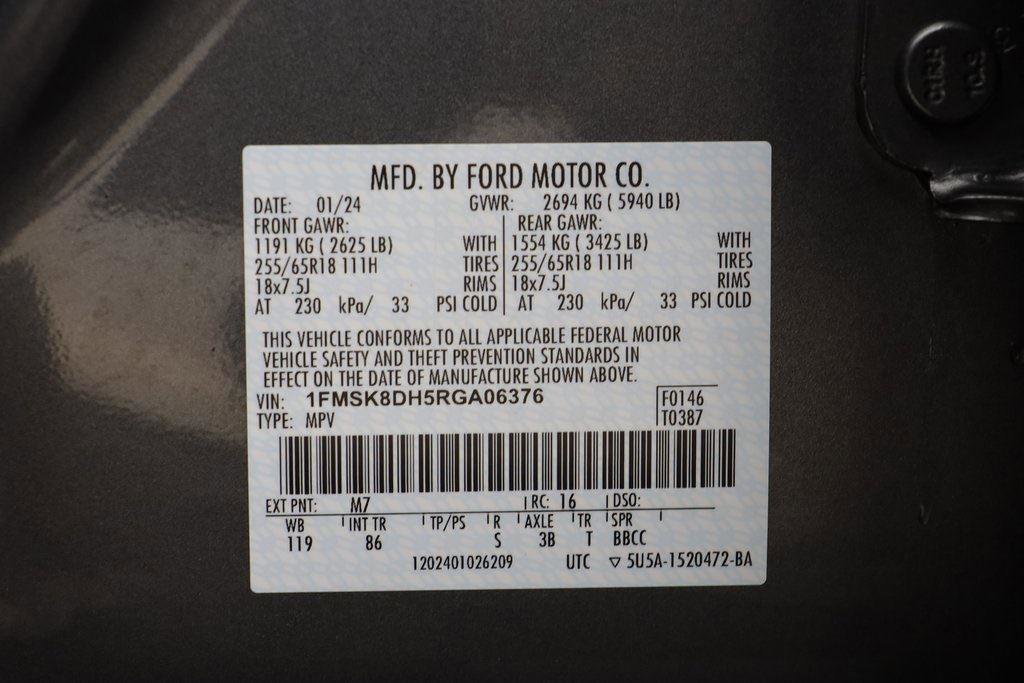 MFD. BY FORD MOTOR CO.
DATE: 01/24 GVWR: 2694 KG ( 5940 LB)
FRONT GAWR: REAR GAWR:
1191 KG ( 2625 LB) WITH 1554 KG ( 3425 LB) WITH
255/65R18 111H TIRES 255/65R18 111H TIRES
18x7.5J RIMS 18x7.5J RIMS
AT 230 kPa/ 33 PSI COLD AT 230 kPa/ 33 PSI COLD
THIS VEHICLE CONFORMS TO ALL APPLICABLE FEDERAL MOTOR
VEHICLE SAFETY AND THEFT PREVENTION STANDARDS IN
EFFECT ON THE DATE OF MANUFACTURE SHOWN ABOVE.
VIN: 1FMSK8DH5RGA06376 F0146
TYPE: MPV T0387
EXT PNT: M7 RC: 16 DSO:
WB INT TR TP/PS R AXLE TR SPR
119 86 S 3B T BBCC
1202401026209 UTC ▽ 5U5A-1520472-BA